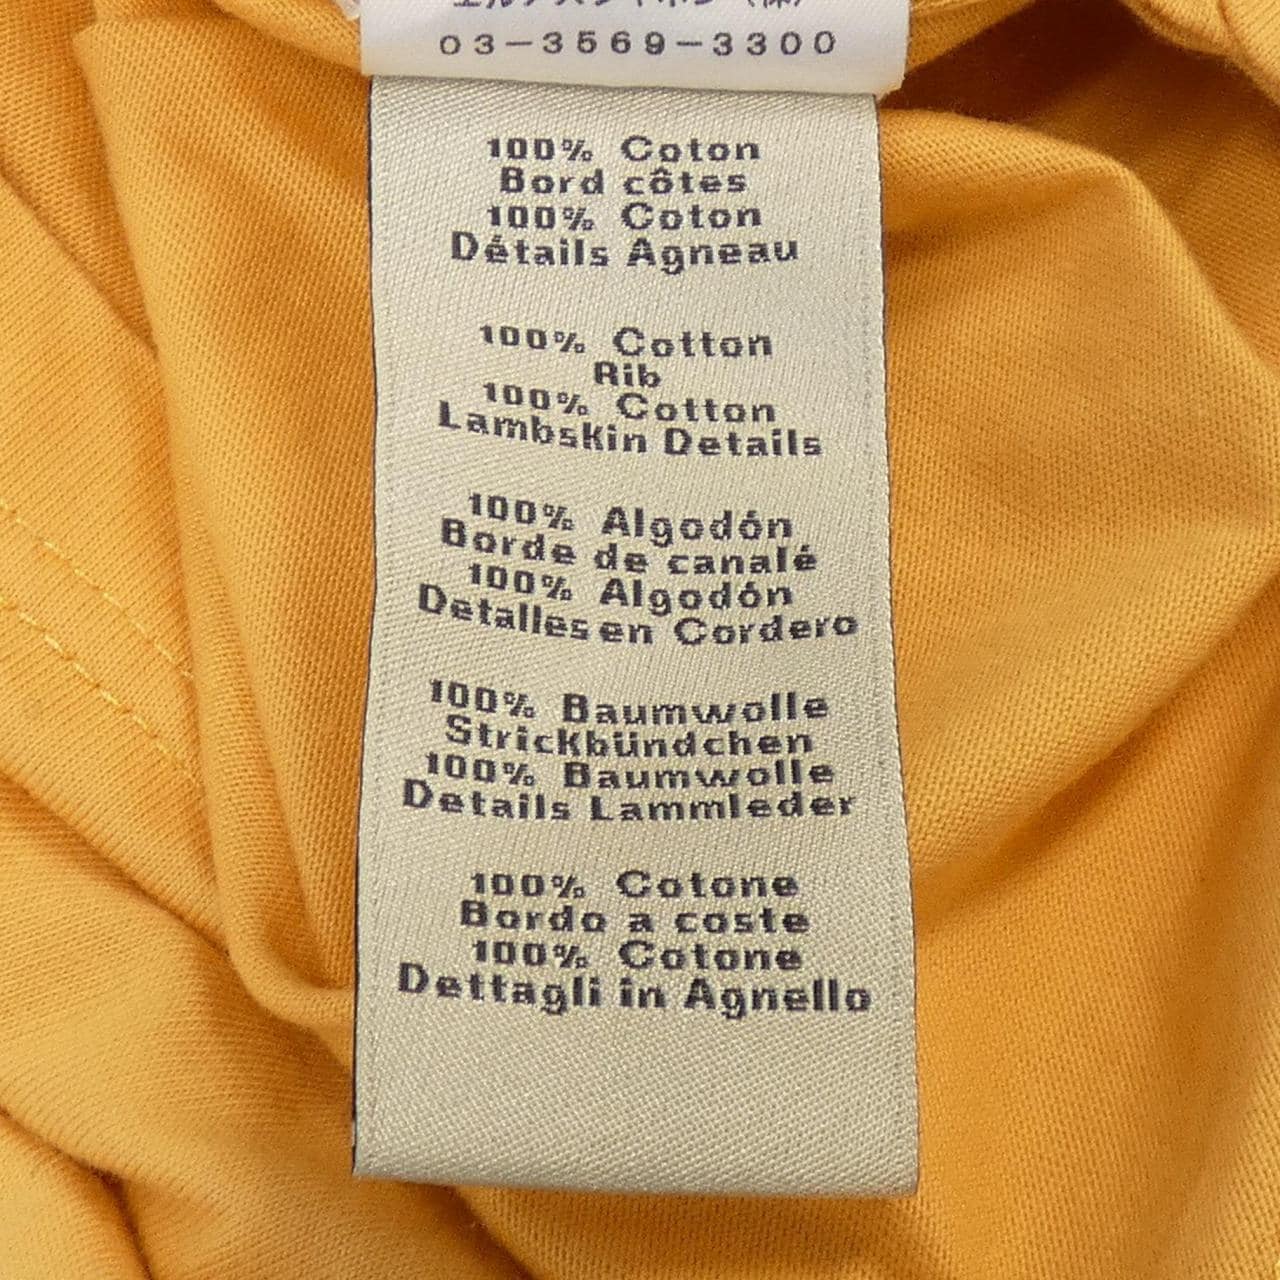 03-3569-3300
100% Coton
Bord côtes
100% Coton
Détails Agneau
100% Cotton
Rib
100% Cotton
Lambskin Details
100% Algodón
Borde de canalé
100% Algodón
Detalles en Cordero
100% Baumwolle
Strickbündchen
100% Baumwolle
Details Lammleder
100% Cotone
Bordo a coste
100% Cotone
Dettagli in Agnello